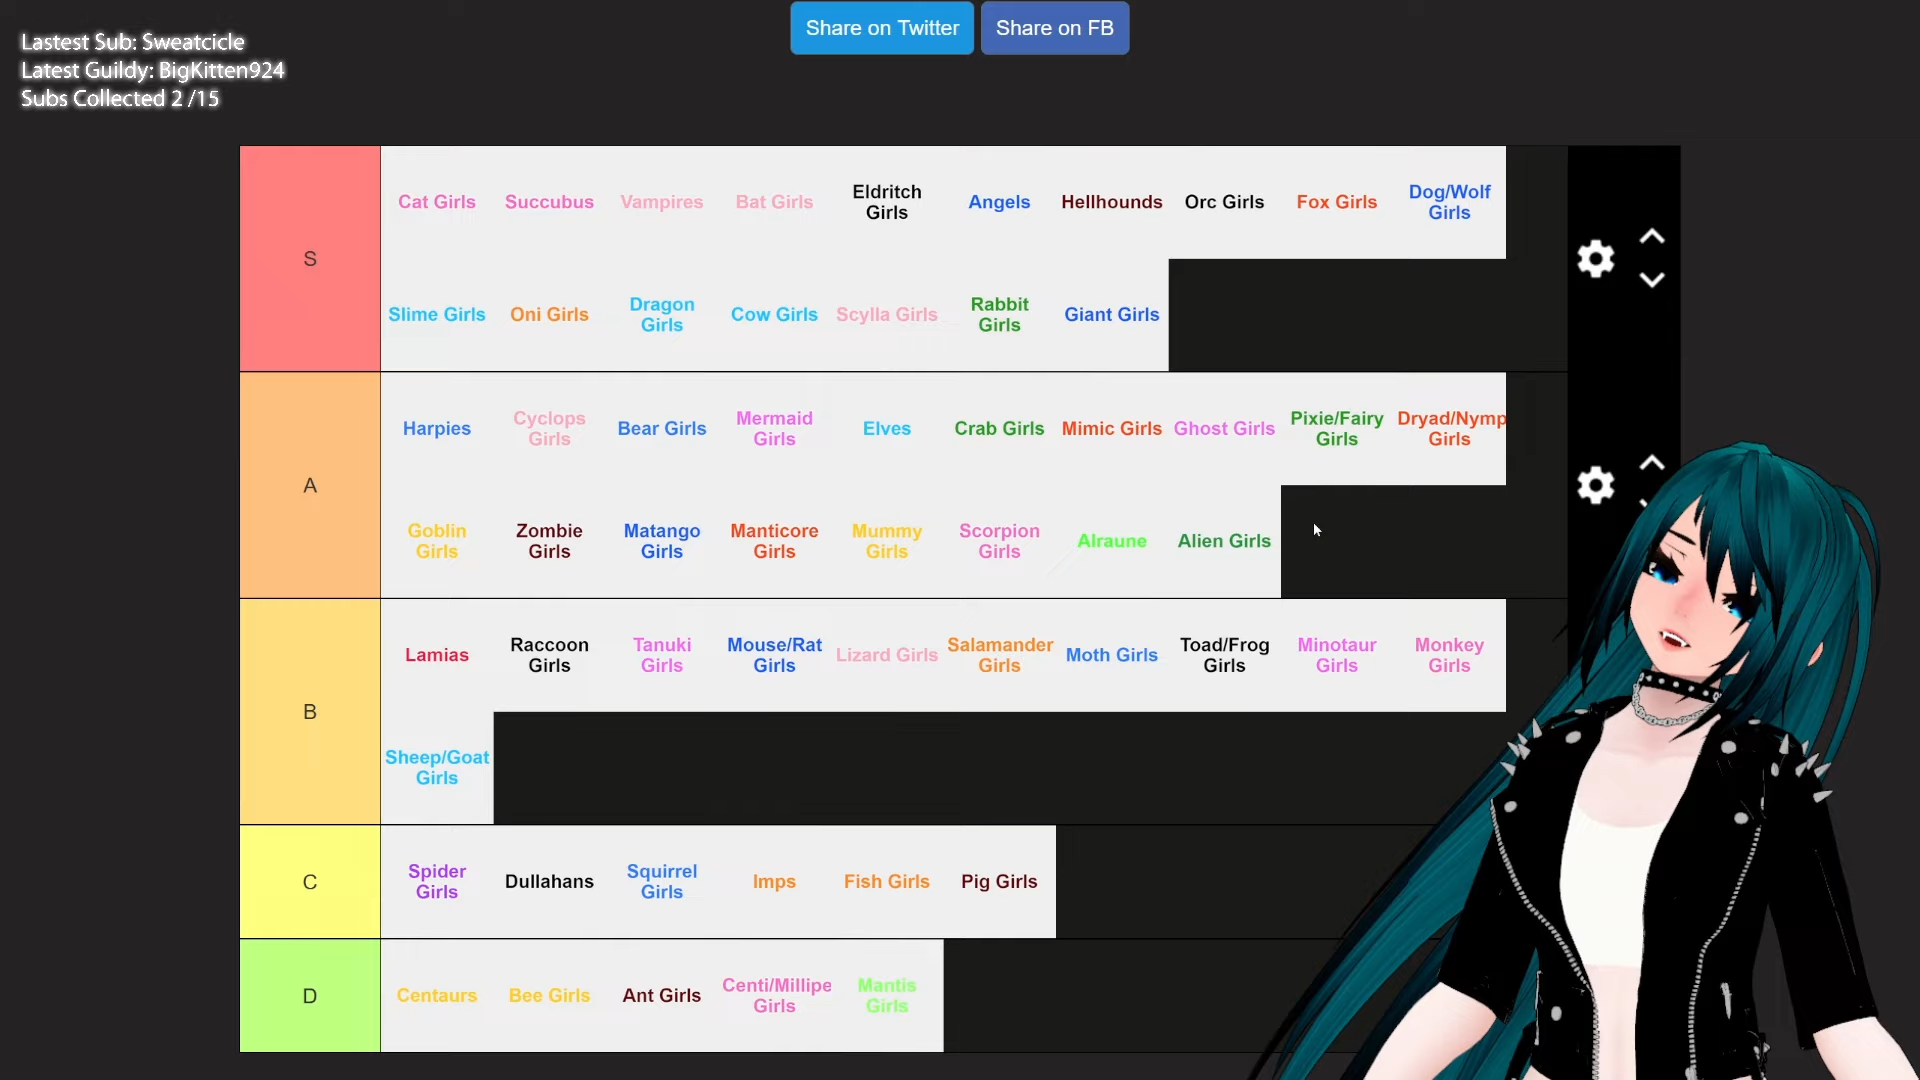 Share on Twitter
Share on FB
Lastest Sub: Sweatcicle
Latest Guildy: BigKitten924
Subs Collected 2 /15
S
Cat Girls
Succubus
Vampires
Bat Girls
Eldritch
Girls
Angels
Hellhounds
Orc Girls
Fox Girls
Dog/Wolf
Girls
Slime Girls
Oni Girls
Dragon
Girls
Cow Girls
Scylla Girls
Rabbit
Girls
Giant Girls
A
Harpies
Cyclops
Girls
Bear Girls
Mermaid
Girls
Elves
Crab Girls
Mimic Girls
Ghost Girls
Pixie/Fairy
Girls
Dryad/Nymp
Girls
Goblin
Girls
Zombie
Girls
Matango
Girls
Manticore
Girls
Mummy
Girls
Scorpion
Girls
Alraune
Alien Girls
B
Lamias
Raccoon
Girls
Tanuki
Girls
Mouse/Rat
Girls
Lizard Girls
Salamander
Girls
Moth Girls
Toad/Frog
Girls
Minotaur
Girls
Monkey
Girls
Sheep/Goat
Girls
C
Spider
Girls
Dullahans
Squirrel
Girls
Imps
Fish Girls
Pig Girls
D
Centaurs
Bee Girls
Ant Girls
Centi/Millipe
Girls
Mantis
Girls